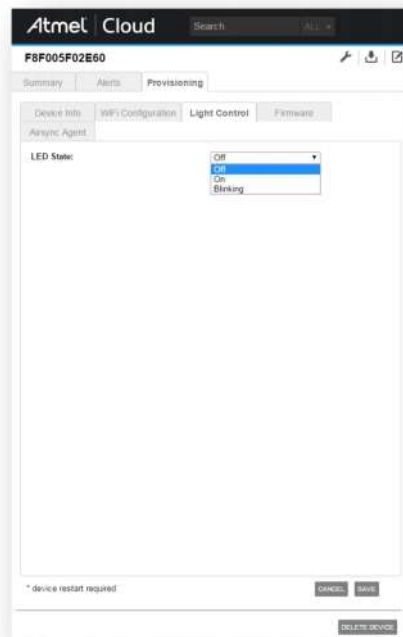 Atmel Cloud Search ALL
F8F005F02E60
Summary Alerts Provisioning
Device Info WiFi Configuration Light Control Firmware
Airsync Agent
LED State: Off
Off
On
Blinking
* device restart required CANCEL SAVE
DELETE DEVICE